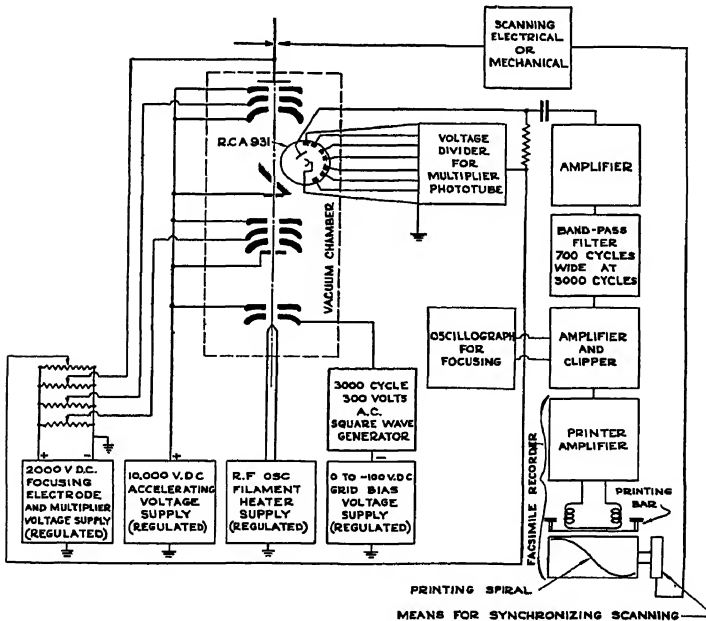 SCANNING
ELECTRICAL
OR
MECHANICAL
R.C.A 931
VOLTAGE
DIVIDER
FOR
MULTIPLIER
PHOTOTUBE
AMPLIFIER
VACUUM CHAMBER
BAND-PASS
FILTER
700 CYCLES
WIDE AT
3000 CYCLES
OSCILLOGRAPH
FOR
FOCUSING
AMPLIFIER
AND
CLIPPER
3000 CYCLE
300 VOLTS
A.C.
SQUARE WAVE
GENERATOR
PRINTER
AMPLIFIER
+ -
+
-
2000 V D.C.
FOCUSING
ELECTRODE
AND MULTIPLIER
VOLTAGE SUPPLY
(REGULATED)
10,000 V.D.C
ACCELERATING
VOLTAGE
SUPPLY
(REGULATED)
R.F OSC
FILAMENT
HEATER
SUPPLY
(REGULATED)
0 TO -100 V.DC
GRID BIAS
VOLTAGE
SUPPLY
(REGULATED)
FACSIMILE RECORDER
PRINTING
BAR
PRINTING SPIRAL
MEANS FOR SYNCHRONIZING SCANNING